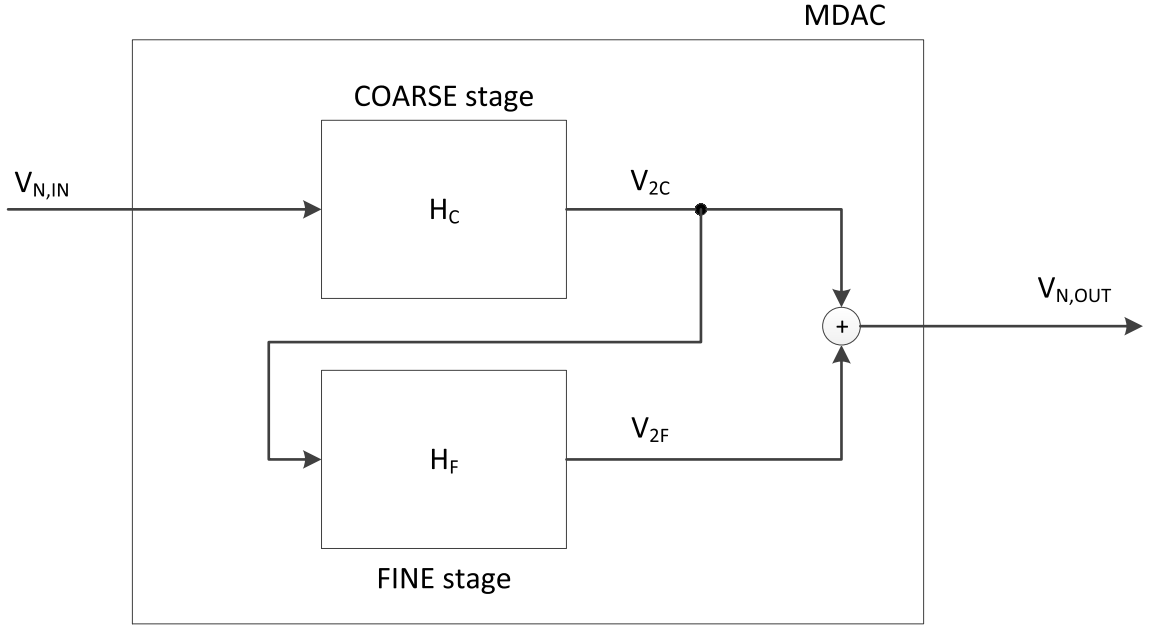 MDAC
COARSE stage
V_N,IN
H_C
V_2C
V_N,OUT
+
H_F
V_2F
FINE stage